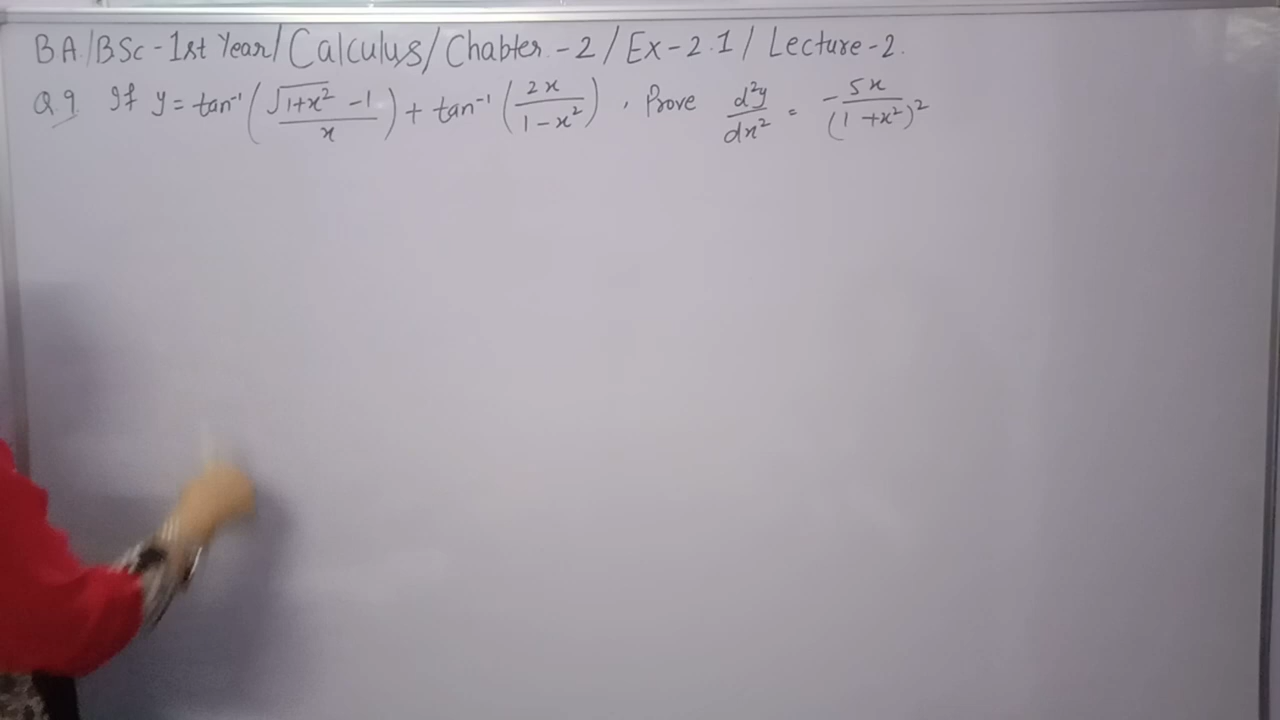 BA/BSc - 1st Year/ Calculus/ Chabter - 2 / Ex - 2.1 / Lecture - 2.
Q.9 If y = tan⁻¹ ( (√(1+x²) - 1) / x ) + tan⁻¹ ( 2x / (1 - x²) ) , Prove d²y/dx² = - 5x / (1 + x²)²